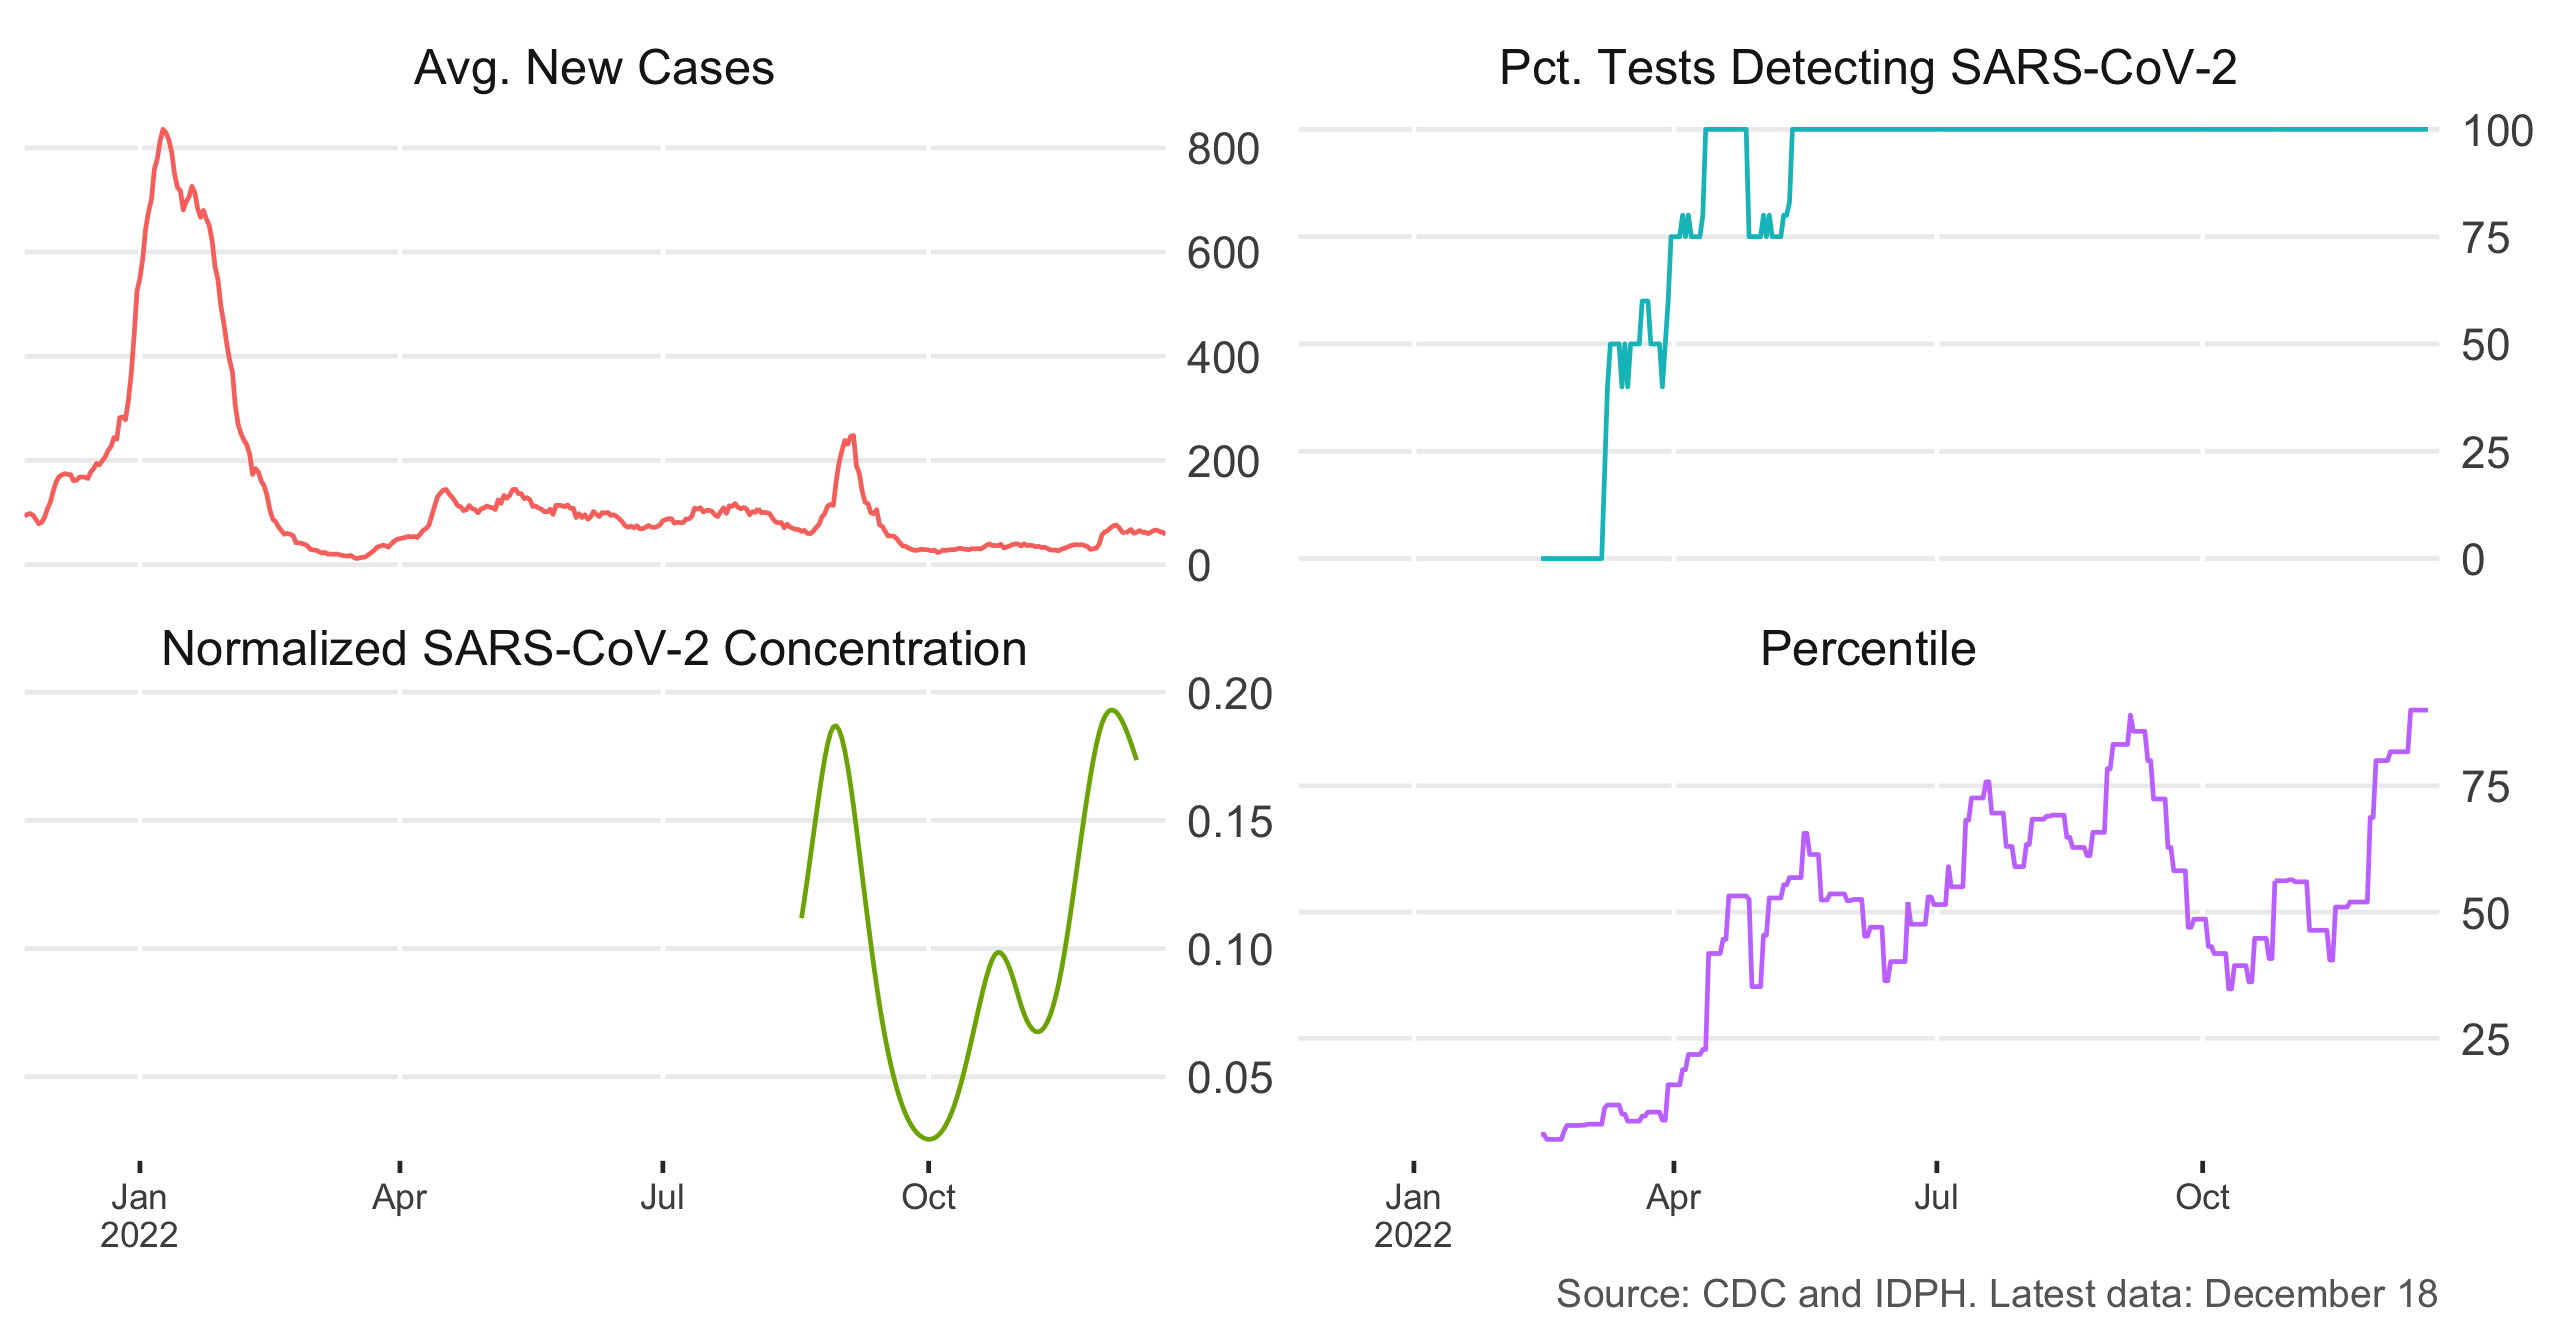 Avg. New Cases
800
600
400
200
0
Pct. Tests Detecting SARS-CoV-2
100
75
50
25
0
Normalized SARS-CoV-2 Concentration
0.20
0.15
0.10
0.05
Jan
2022
Apr
Jul
Oct
Percentile
75
50
25
Jan
2022
Apr
Jul
Oct
Source: CDC and IDPH. Latest data: December 18